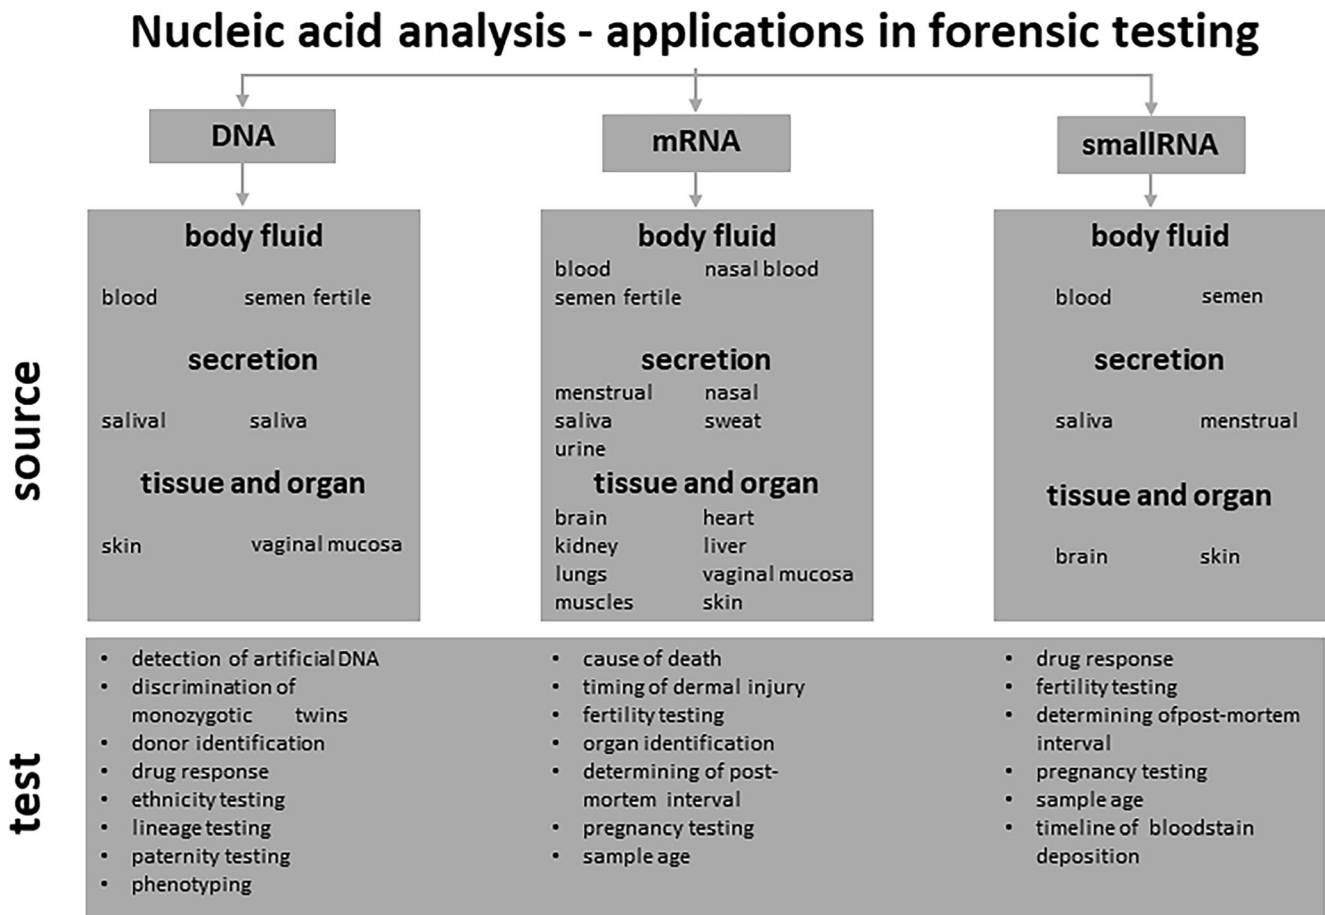 Nucleic acid analysis - applications in forensic testing
DNA
mRNA
smallRNA
source
body fluid
blood semen fertile
secretion
salival saliva
tissue and organ
skin vaginal mucosa
body fluid
blood nasal blood
semen fertile
secretion
menstrual nasal
saliva sweat
urine
tissue and organ
brain heart
kidney liver
lungs vaginal mucosa
muscles skin
body fluid
blood semen
secretion
saliva menstrual
tissue and organ
brain skin
test
• detection of artificial DNA
• discrimination of
monozygotic twins
• donor identification
• drug response
• ethnicity testing
• lineage testing
• paternity testing
• phenotyping
• cause of death
• timing of dermal injury
• fertility testing
• organ identification
• determining of post-
mortem interval
• pregnancy testing
• sample age
• drug response
• fertility testing
• determining ofpost-mortem
interval
• pregnancy testing
• sample age
• timeline of bloodstain
deposition